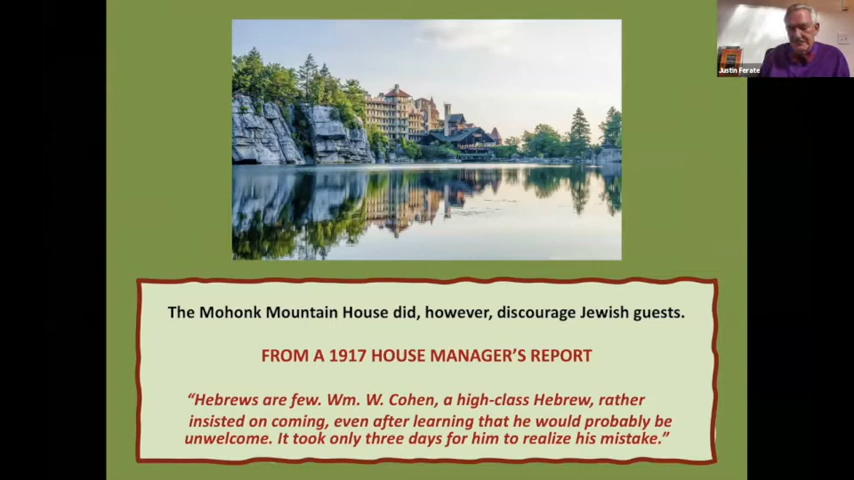 Justin Ferate
The Mohonk Mountain House did, however, discourage Jewish guests.
FROM A 1917 HOUSE MANAGER'S REPORT
“Hebrews are few. Wm. W. Cohen, a high-class Hebrew, rather
insisted on coming, even after learning that he would probably be
unwelcome. It took only three days for him to realize his mistake.”